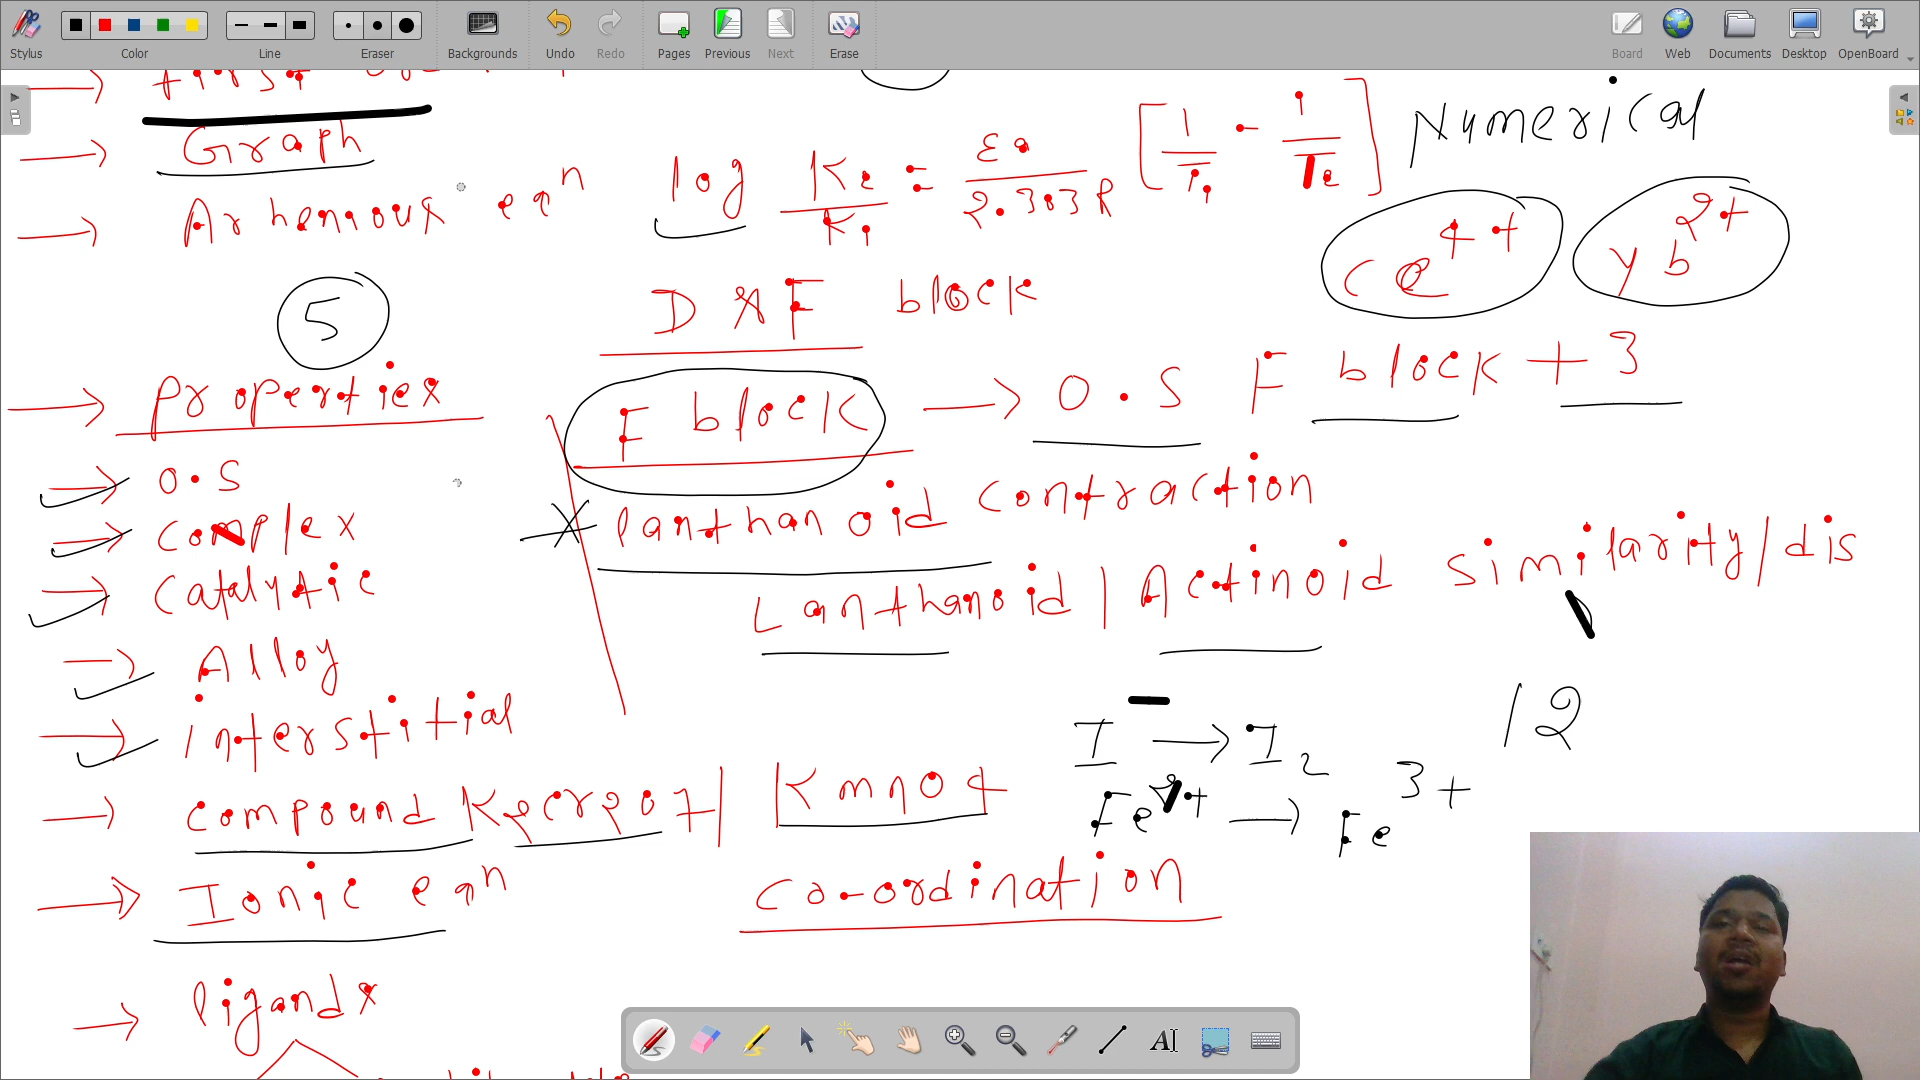 Stylus Color Line Eraser Backgrounds Undo Redo Pages Previous Next Erase Board Web Documents Desktop OpenBoard
first
Graph
Arhenioux eqn log K2/K1 = Ea/2.303R [1/T1 - 1/T2] Numerical
Ce4+ Yb2+
5 D & F block
Properties F block → O.S F block + 3
→ O.S
lanthanoid contraction
→ Complex
→ Catalytic Lanthanoid | Actinoid similarity/dis
→ Alloy
→ interstitial I- → I2 12
→ compound K2Cr2O7 | KMnO4 Fe2+ → Fe3+
→ Ionic eqn co-ordination
→ ligands
AI